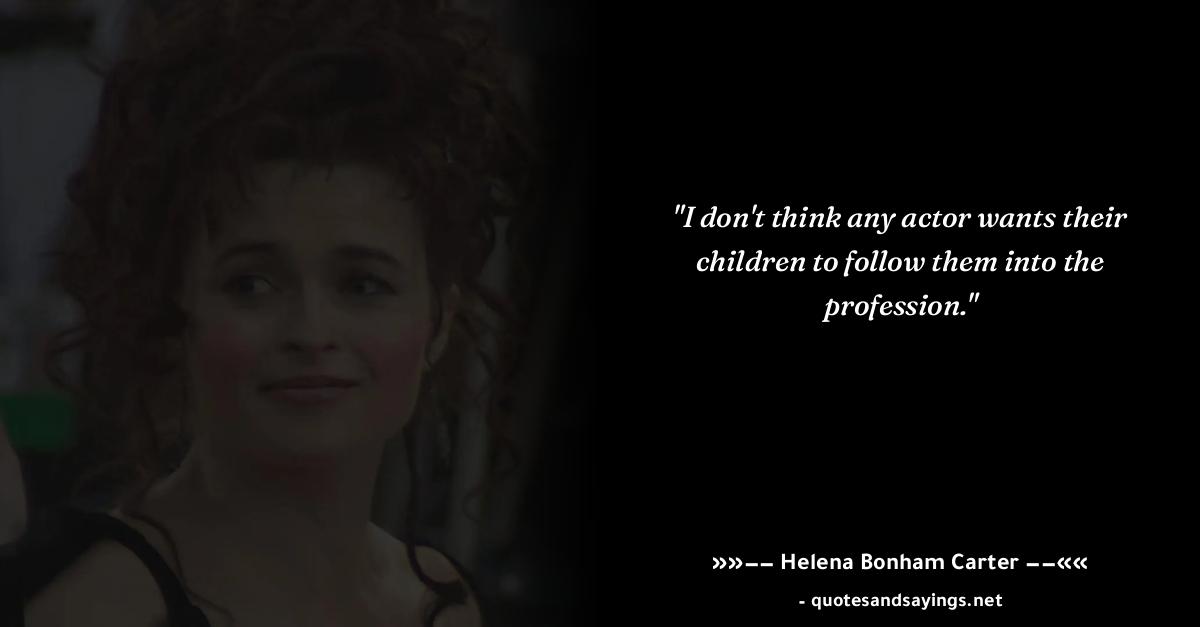 "I don't think any actor wants their
children to follow them into the
profession."
»»–– Helena Bonham Carter ––««
- quotesandsayings.net